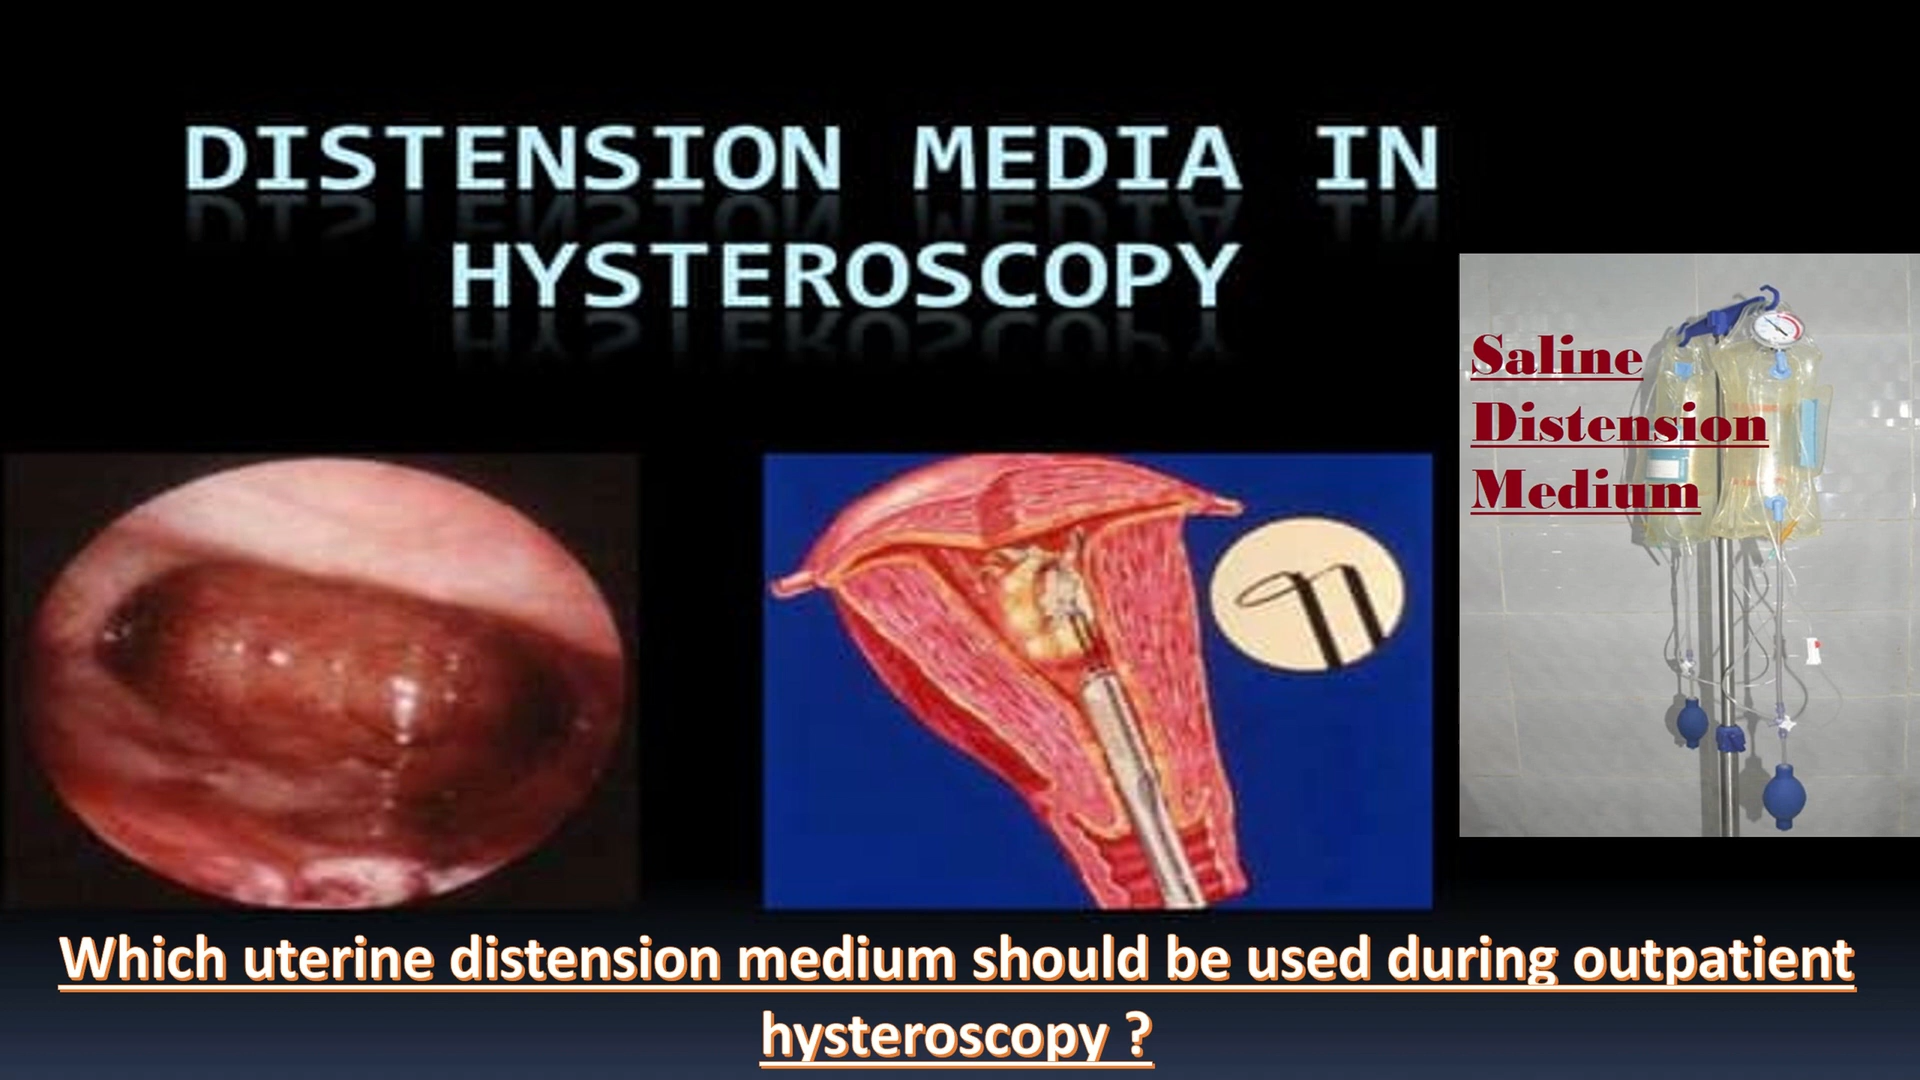 DISTENSION MEDIA IN
HYSTEROSCOPY
Saline
Distension
Medium
Which uterine distension medium should be used during outpatient
hysteroscopy ?